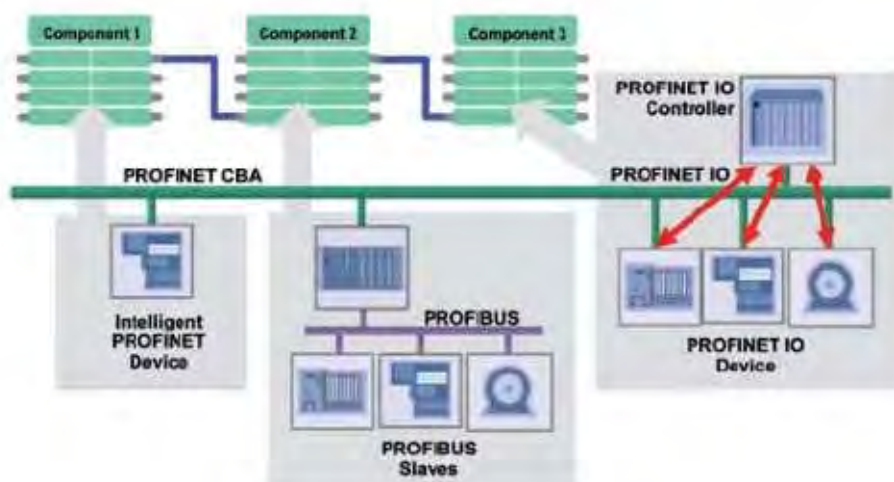 Component 1
Component 2
Component 3
PROFINET IO
Controller
PROFINET CBA
PROFINET IO
Intelligent
PROFINET
Device
PROFIBUS
PROFIBUS
Slaves
PROFINET IO
Device